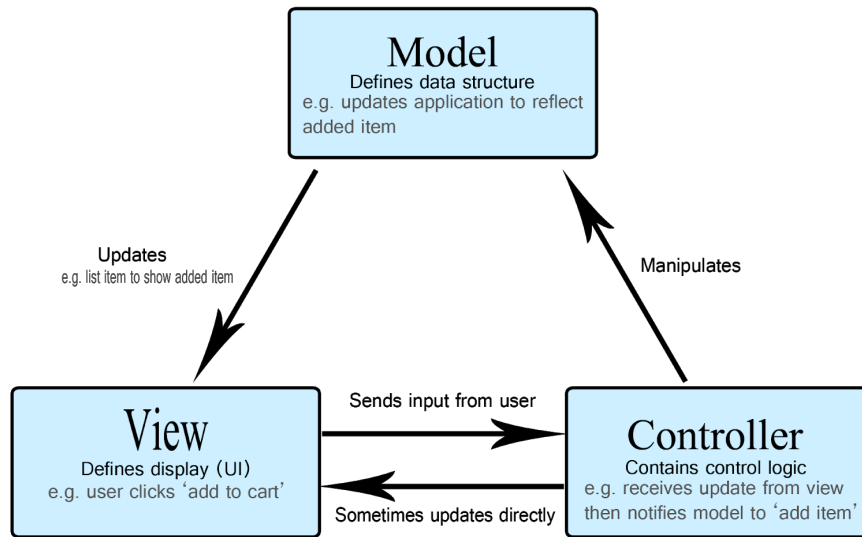 Model
Defines data structure
e.g. updates application to reflect
added item
Updates
e.g. list item to show added item
Manipulates
View
Defines display (UI)
e.g. user clicks ‘add to cart’
Sends input from user
Sometimes updates directly
Controller
Contains control logic
e.g. receives update from view
then notifies model to ‘add item’